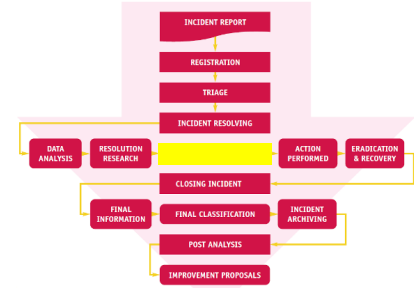 INCIDENT REPORT
REGISTRATION
TRIAGE
INCIDENT RESOLVING
DATA
ANALYSIS
RESOLUTION
RESEARCH
ACTION
PERFORMED
ERADICATION
& RECOVERY
CLOSING INCIDENT
FINAL
INFORMATION
FINAL CLASSIFICATION
INCIDENT
ARCHIVING
POST ANALYSIS
IMPROVEMENT PROPOSALS